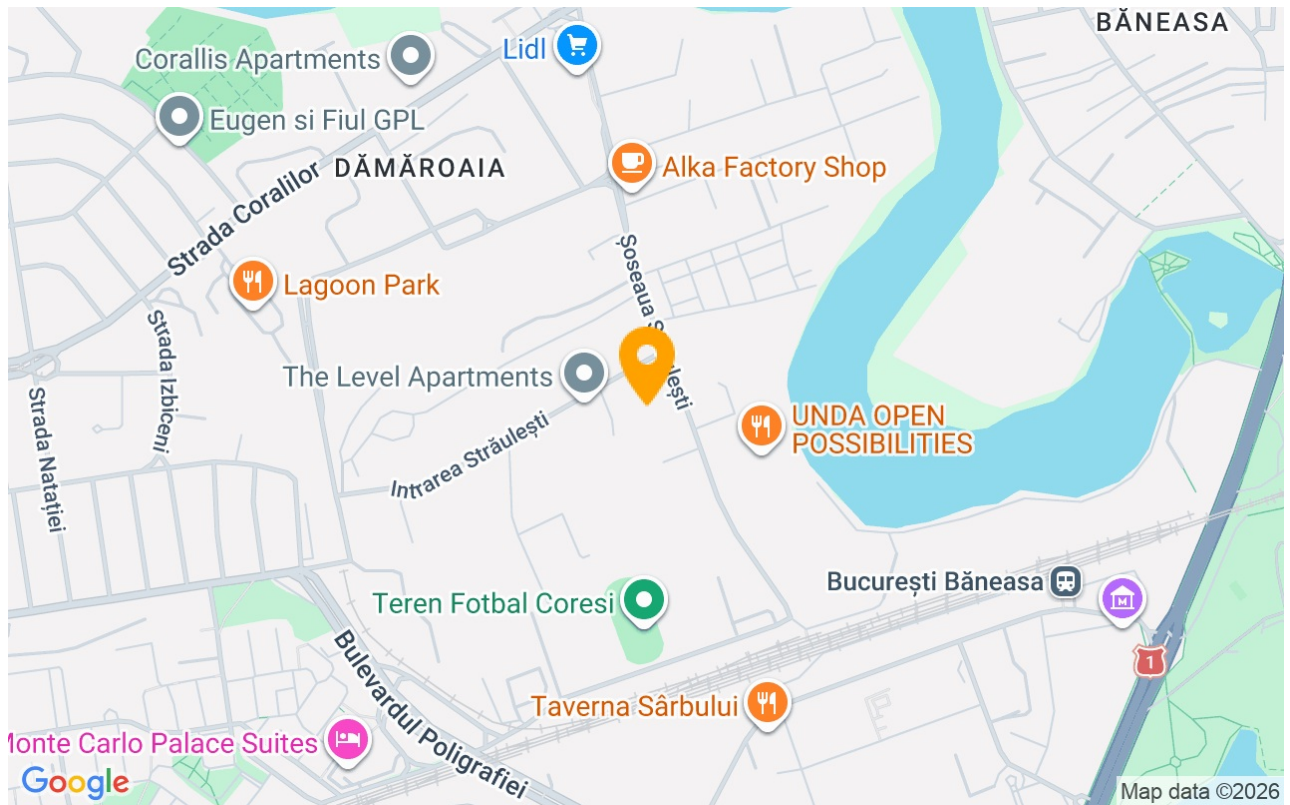 BĂNEASA
Corallis Apartments
Lidl
Eugen si Fiul GPL
DĂMĂROAIA
Alka Factory Shop
Strada Coralilor
Șoseaua S
ulești
Lagoon Park
Strada Izbiceni
The Level Apartments
Strada Natației
UNDA OPEN
POSSIBILITIES
Intrarea Străulești
București Băneasa
M
Teren Fotbal Coresi
1
Bulevardul Poligrafiei
Taverna Sârbului
Monte Carlo Palace Suites
Google
Map data ©2026